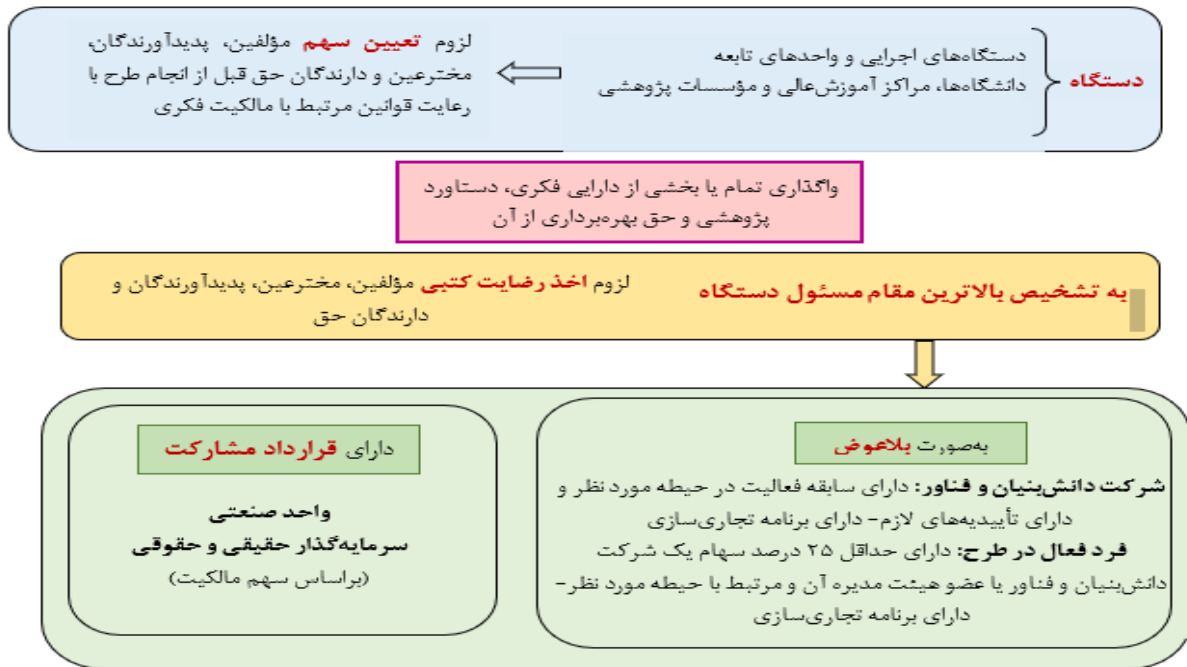 دستگاه
دستگاه‌های اجرایی و واحدهای تابعه
دانشگاه‌ها، مراکز آموزش‌عالی و مؤسسات پژوهشی
لزوم تعیین سهم مؤلفین، پدیدآورندگان،
مخترعین و دارندگان حق قبل از انجام طرح با
رعایت قوانین مرتبط با مالکیت فکری
واگذاری تمام یا بخشی از دارایی فکری، دستاورد
پژوهشی و حق بهره‌برداری از آن
به تشخیص بالاترین مقام مسئول دستگاه
لزوم اخذ رضایت کتبی مؤلفین، مخترعین، پدیدآورندگان و
دارندگان حق
به‌صورت بلاعوض
شرکت دانش‌بنیان و فناور: دارای سابقه فعالیت در حیطه مورد نظر و
دارای تأییدیه‌های لازم- دارای برنامه تجاری‌سازی
فرد فعال در طرح: دارای حداقل ۲۵ درصد سهام یک شرکت
دانش‌بنیان و فناور یا عضو هیئت مدیره آن و مرتبط با حیطه مورد نظر-
دارای برنامه تجاری‌سازی
دارای قرارداد مشارکت
واحد صنعتی
سرمایه‌گذار حقیقی و حقوقی
(براساس سهم مالکیت)